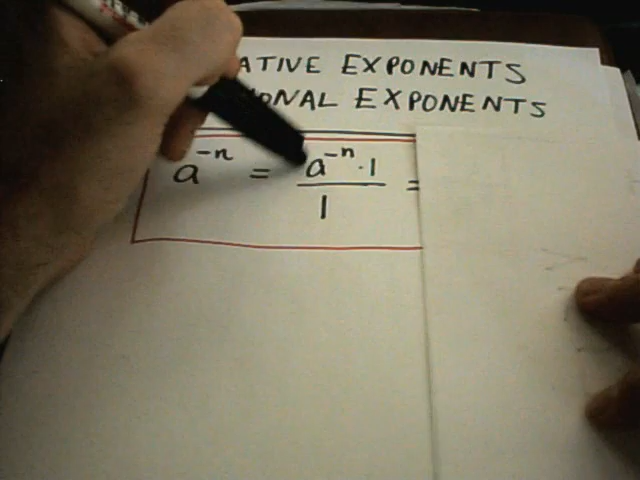 ATIVE EXPONENTS
ONAL EXPONENTS
a⁻ⁿ = a⁻ⁿ · 1 =
1